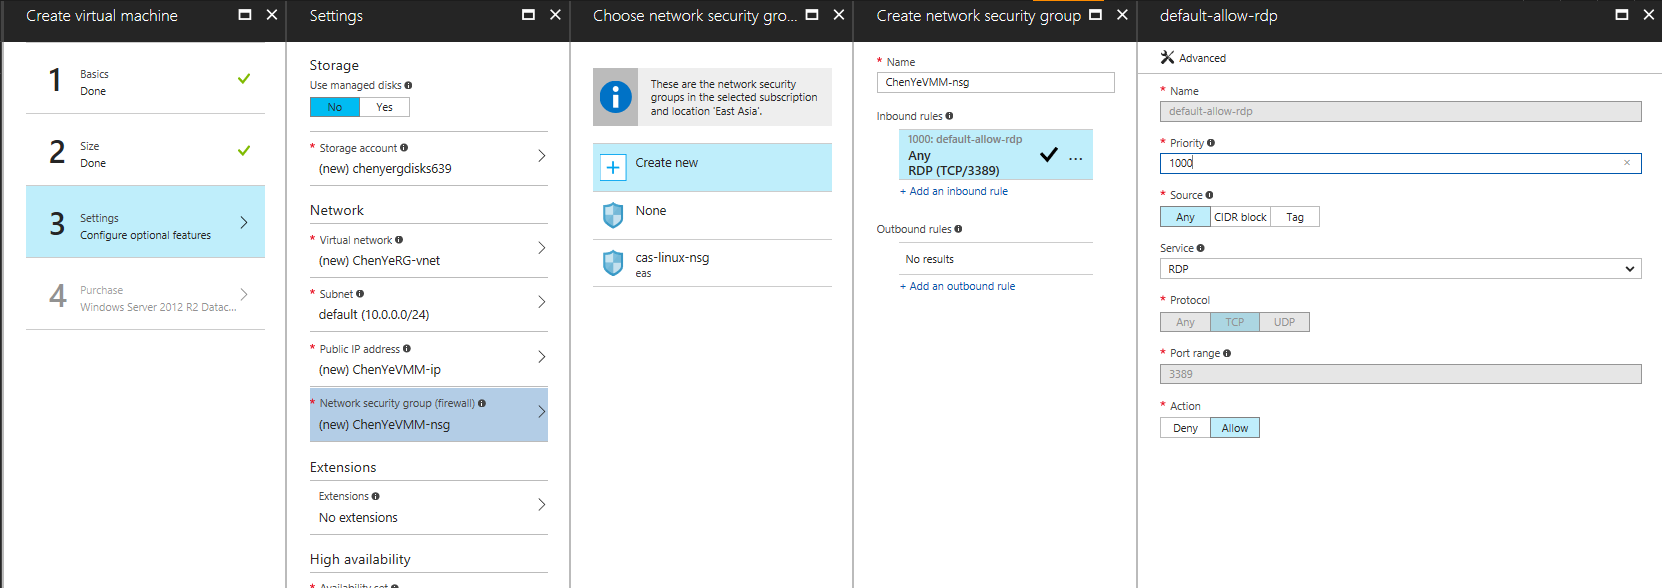 Create virtual machine
1
Basics
Done
2
Size
Done
3
Settings
Configure optional features
4
Purchase
Windows Server 2012 R2 Datac...
Settings
Storage
Use managed disks
No
Yes
* Storage account
(new) chenyergdisks639
Network
* Virtual network
(new) ChenYeRG-vnet
* Subnet
default (10.0.0.0/24)
* Public IP address
(new) ChenYeVMM-ip
* Network security group (firewall)
(new) ChenYeVMM-nsg
Extensions
Extensions
No extensions
High availability
* Availability set
Choose network security gro...
These are the network security
groups in the selected subscription
and location 'East Asia'.
Create new
None
cas-linux-nsg
eas
Create network security group
* Name
ChenYeVMM-nsg
Inbound rules
1000: default-allow-rdp
Any
RDP (TCP/3389)
...
+ Add an inbound rule
Outbound rules
No results
+ Add an outbound rule
default-allow-rdp
Advanced
* Name
default-allow-rdp
* Priority
1000
* Source
Any
CIDR block
Tag
Service
RDP
* Protocol
Any
TCP
UDP
* Port range
3389
* Action
Deny
Allow